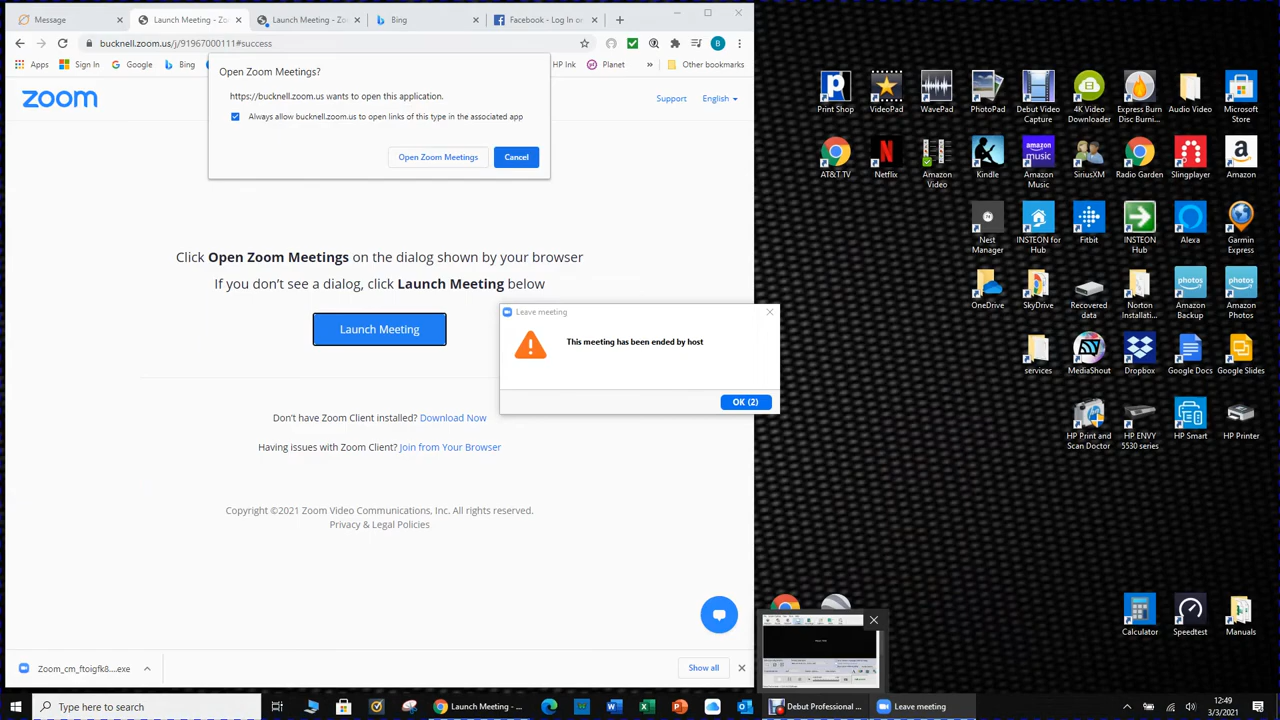 Message
Launch Meeting - Zo
Launch Meeting - Zo
Bing
Facebook - Log In or
bucknell.zoom.us/j/91967000111#success
B
Apps
Sign In
Google
Bing
HP Ink
Planet
»
Other bookmarks
Open Zoom Meetings?
https://bucknell.zoom.us wants to open this application.
Always allow bucknell.zoom.us to open links of this type in the associated app
Open Zoom Meetings
Cancel
zoom
Support
English
Click Open Zoom Meetings on the dialog shown by your browser
If you don't see a dialog, click Launch Meeting below
Launch Meeting
Don't have Zoom Client installed? Download Now
Having issues with Zoom Client? Join from Your Browser
Copyright ©2021 Zoom Video Communications, Inc. All rights reserved.
Privacy & Legal Policies
Leave meeting
This meeting has been ended by host
OK (2)
Print Shop
VideoPad
WavePad
PhotoPad
Debut Video Capture
4K Video Downloader
Express Burn Disc Burni...
Audio Video
Microsoft Store
AT&T TV
Netflix
Amazon Video
Kindle
amazon music
Amazon Music
SiriusXM
Radio Garden
Slingplayer
Amazon
Nest Manager
INSTEON for Hub
Fitbit
INSTEON Hub
Alexa
Garmin Express
OneDrive
SkyDrive
Recovered data
Norton Installati...
photos
Amazon Backup
photos
Amazon Photos
services
MediaShout
Dropbox
Google Docs
Google Slides
HP Print and Scan Doctor
HP ENVY 5530 series
HP Smart
HP Printer
Calculator
Speedtest
Manuals
Show all
Type here to search
Launch Meeting - ...
Debut Professional ...
Leave meeting
12:49
3/3/2021